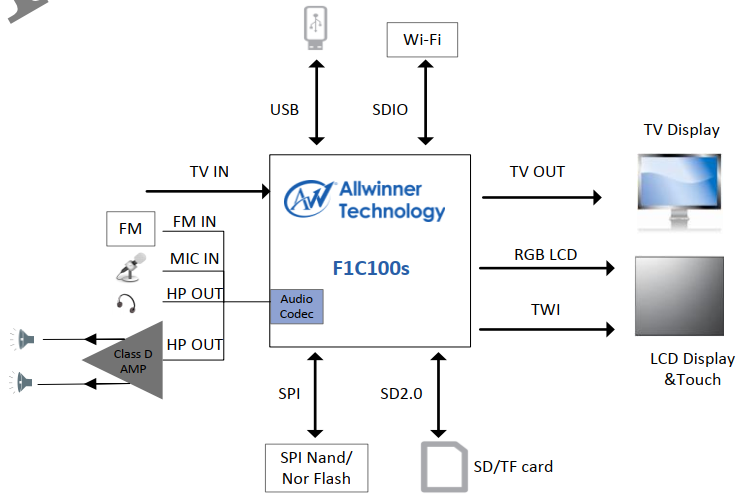 Wi-Fi
USB
SDIO
TV Display
TV IN
TV OUT
AW
Allwinner
Technology
FM
FM IN
MIC IN
RGB LCD
F1C100s
HP OUT
Audio
Codec
TWI
HP OUT
Class D
AMP
LCD Display
&Touch
SPI
SD2.0
SPI Nand/
Nor Flash
SD/TF card